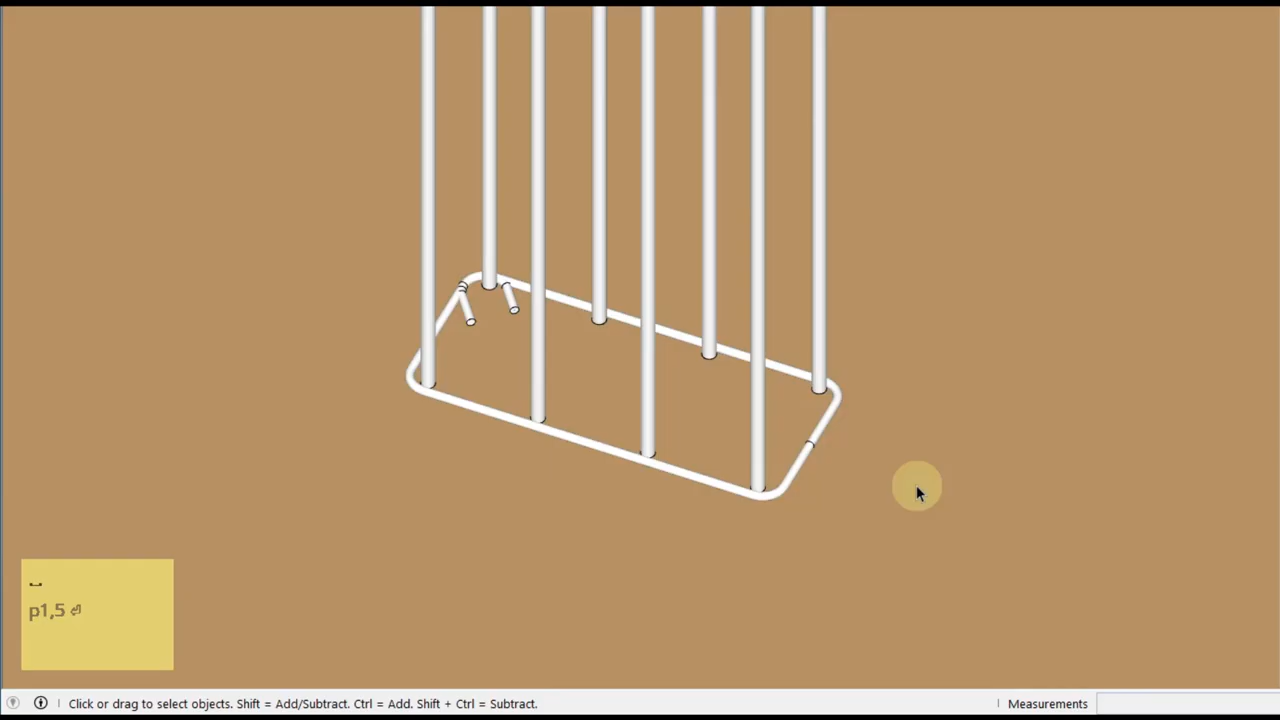 p1,5 ⏎
Click or drag to select objects. Shift = Add/Subtract. Ctrl = Add. Shift + Ctrl = Subtract.
Measurements